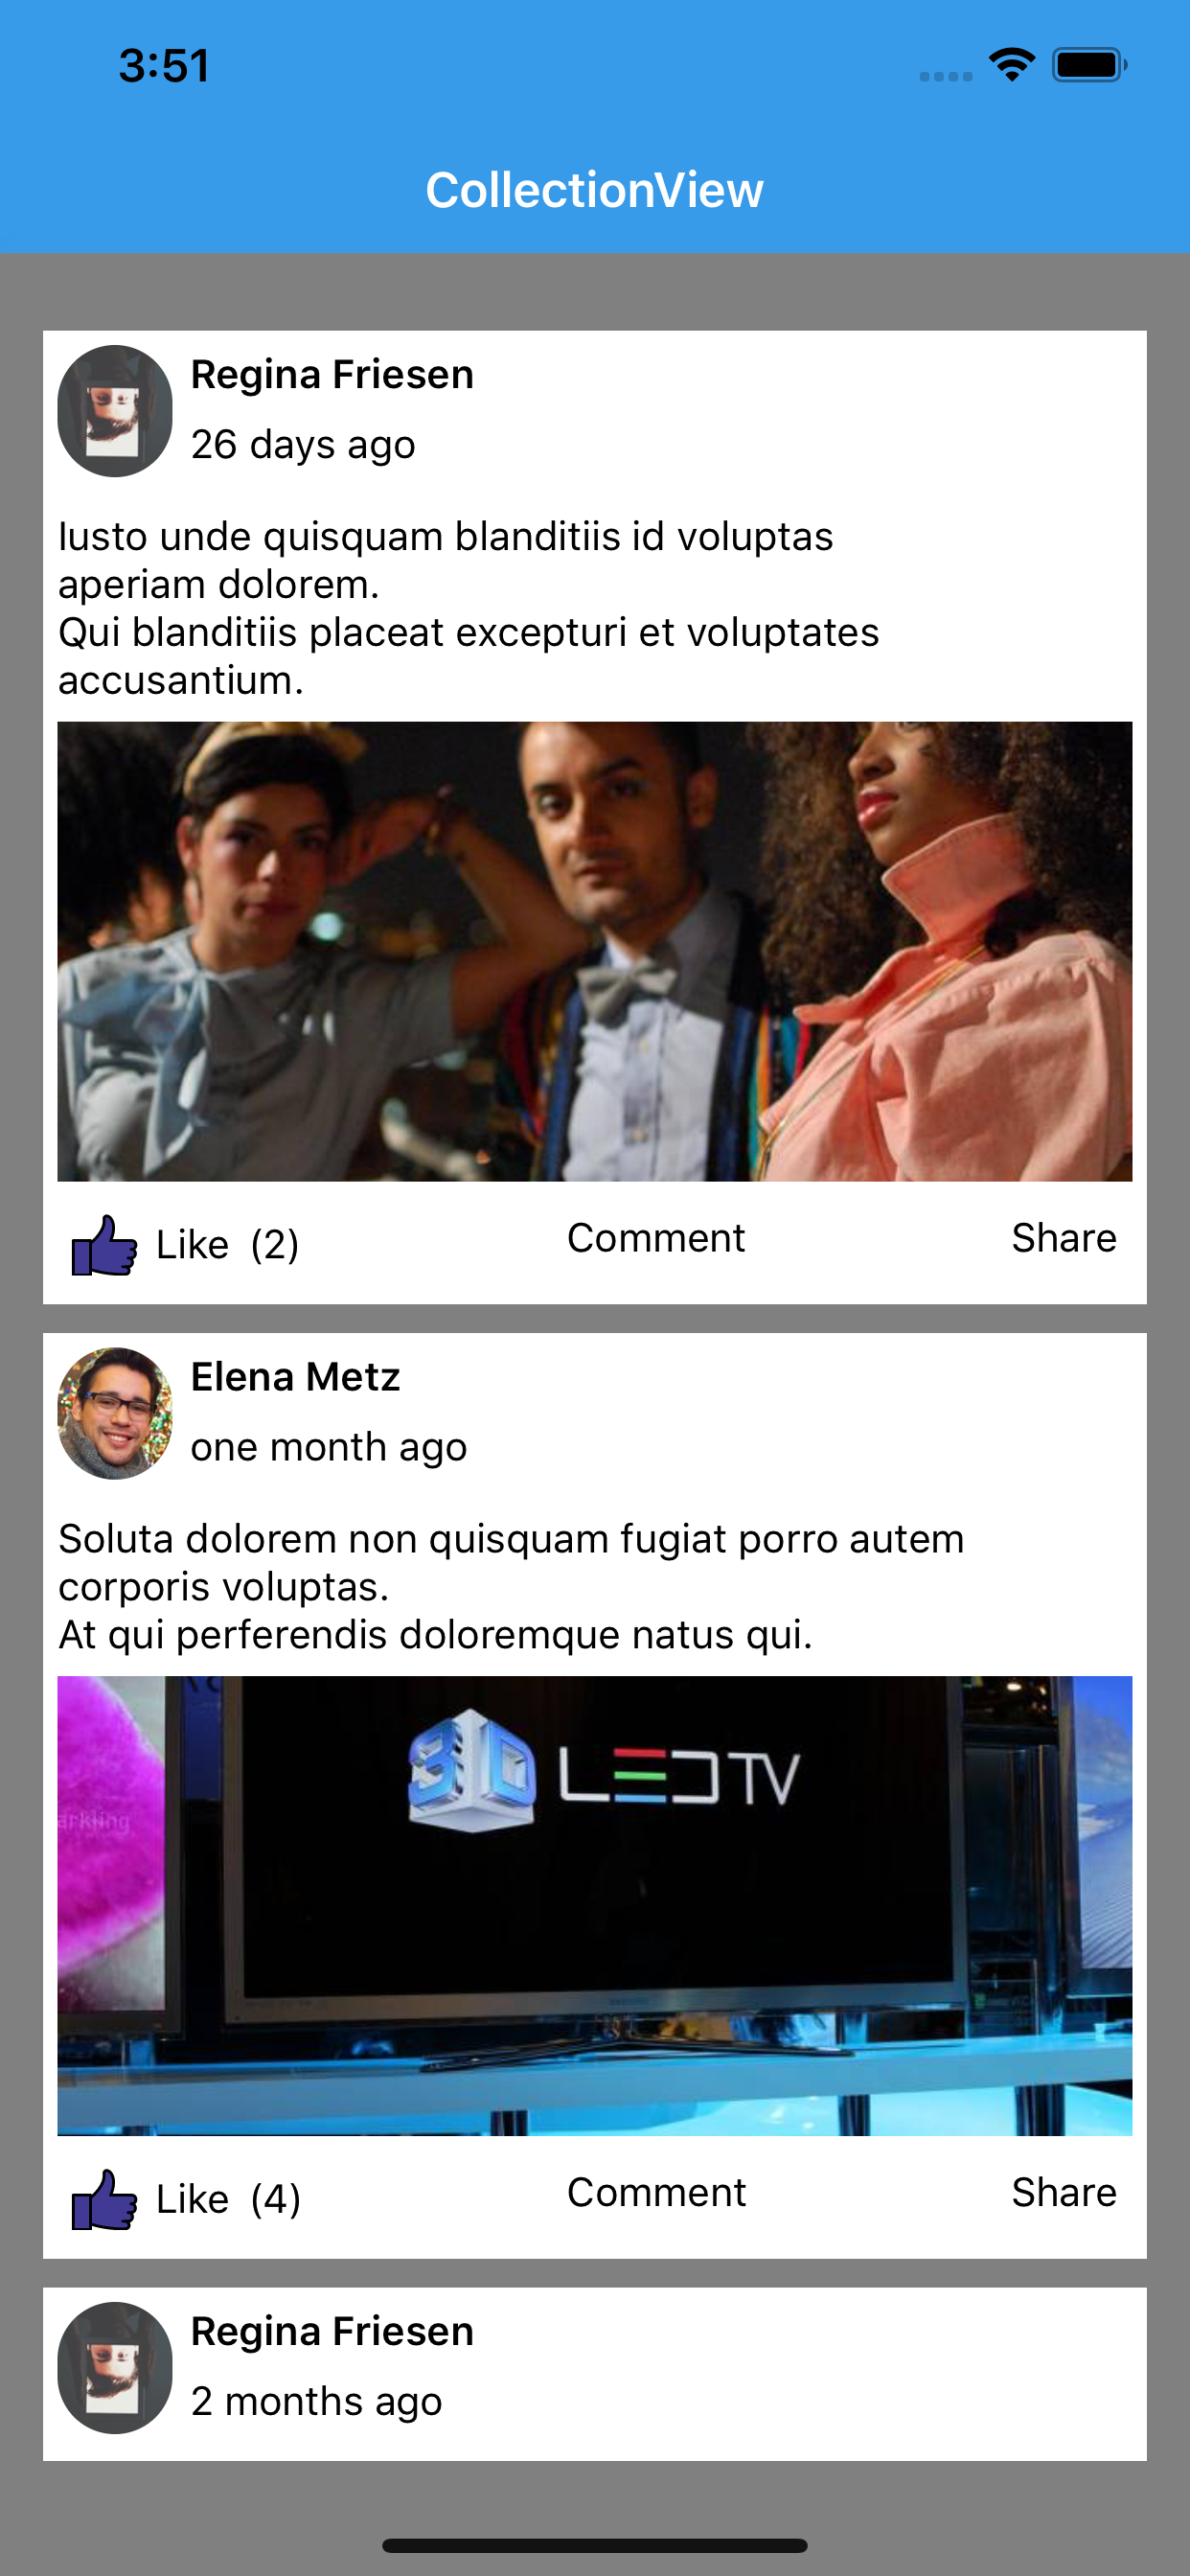 3:51
CollectionView
Regina Friesen
26 days ago
Iusto unde quisquam blanditiis id voluptas
aperiam dolorem.
Qui blanditiis placeat excepturi et voluptates
accusantium.
Like (2)
Comment
Share
Elena Metz
one month ago
Soluta dolorem non quisquam fugiat porro autem
corporis voluptas.
At qui perferendis doloremque natus qui.
3D LED TV
arkling
Like (4)
Comment
Share
Regina Friesen
2 months ago